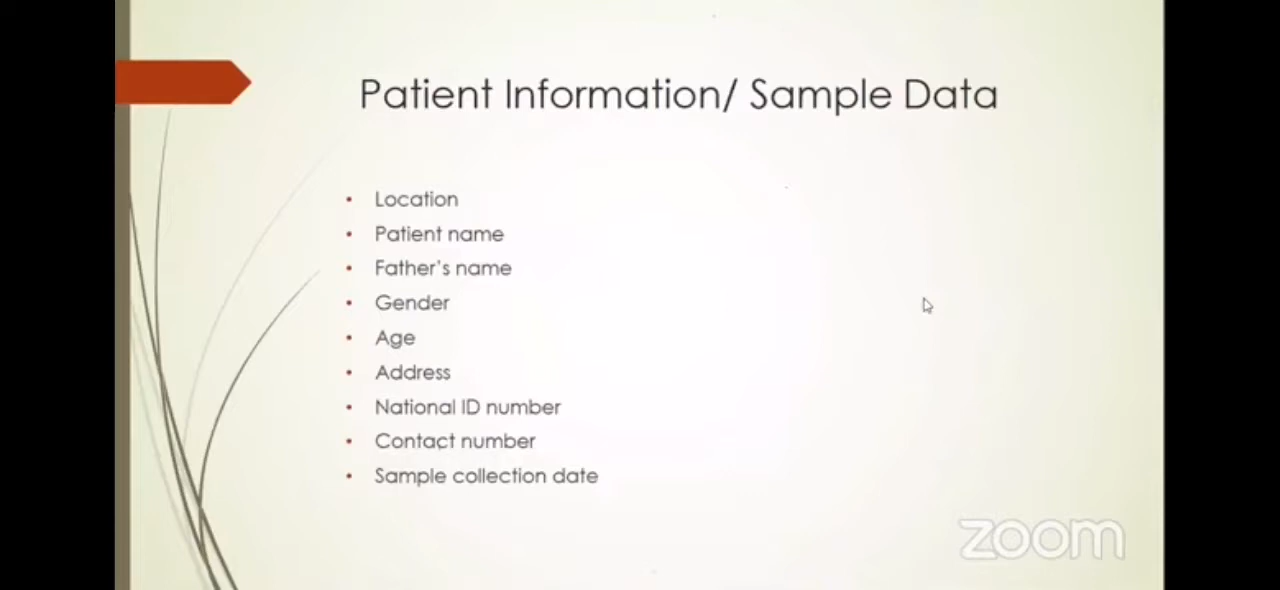 Patient Information/ Sample Data
• Location
• Patient name
• Father's name
• Gender
• Age
• Address
• National ID number
• Contact number
• Sample collection date
zoom